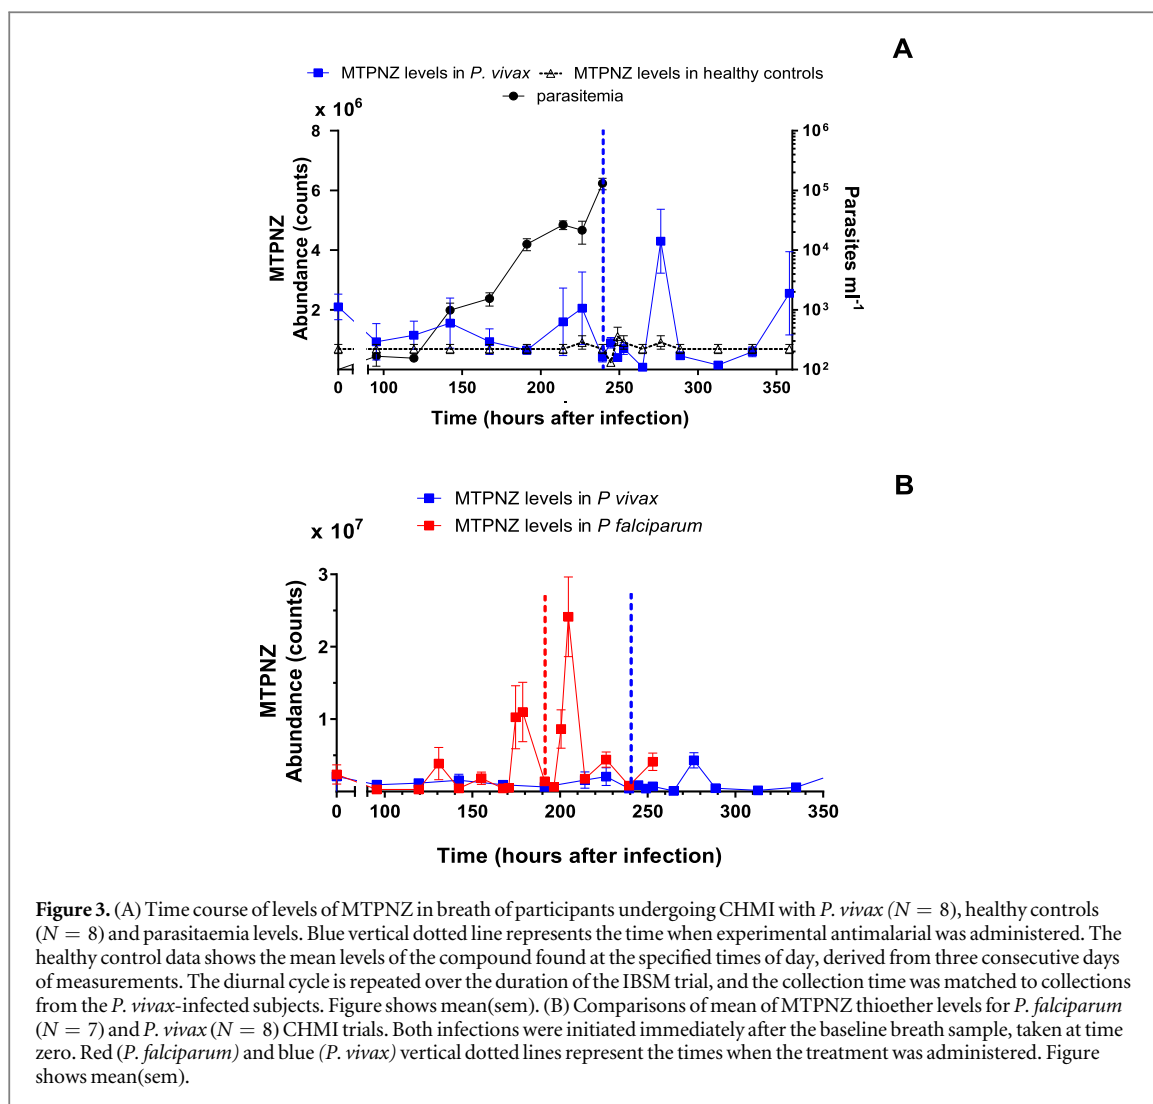 A
MTPNZ levels in P. vivax MTPNZ levels in healthy controls
parasitemia
x 10^6
8
6
4
2
MTPNZ
Abundance (counts)
10^6
10^5
10^4
10^3
10^2
Parasites ml^-1
0 100 150 200 250 300 350
Time (hours after infection)
B
MTPNZ levels in P vivax
MTPNZ levels in P falciparum
x 10^7
3
2
1
MTPNZ
Abundance (counts)
0 100 150 200 250 300 350
Time (hours after infection)
Figure 3. (A) Time course of levels of MTPNZ in breath of participants undergoing CHMI with P. vivax (N = 8), healthy controls
(N = 8) and parasitaemia levels. Blue vertical dotted line represents the time when experimental antimalarial was administered. The
healthy control data shows the mean levels of the compound found at the specified times of day, derived from three consecutive days
of measurements. The diurnal cycle is repeated over the duration of the IBSM trial, and the collection time was matched to collections
from the P. vivax-infected subjects. Figure shows mean(sem). (B) Comparisons of mean of MTPNZ thioether levels for P. falciparum
(N = 7) and P. vivax (N = 8) CHMI trials. Both infections were initiated immediately after the baseline breath sample, taken at time
zero. Red (P. falciparum) and blue (P. vivax) vertical dotted lines represent the times when the treatment was administered. Figure
shows mean(sem).